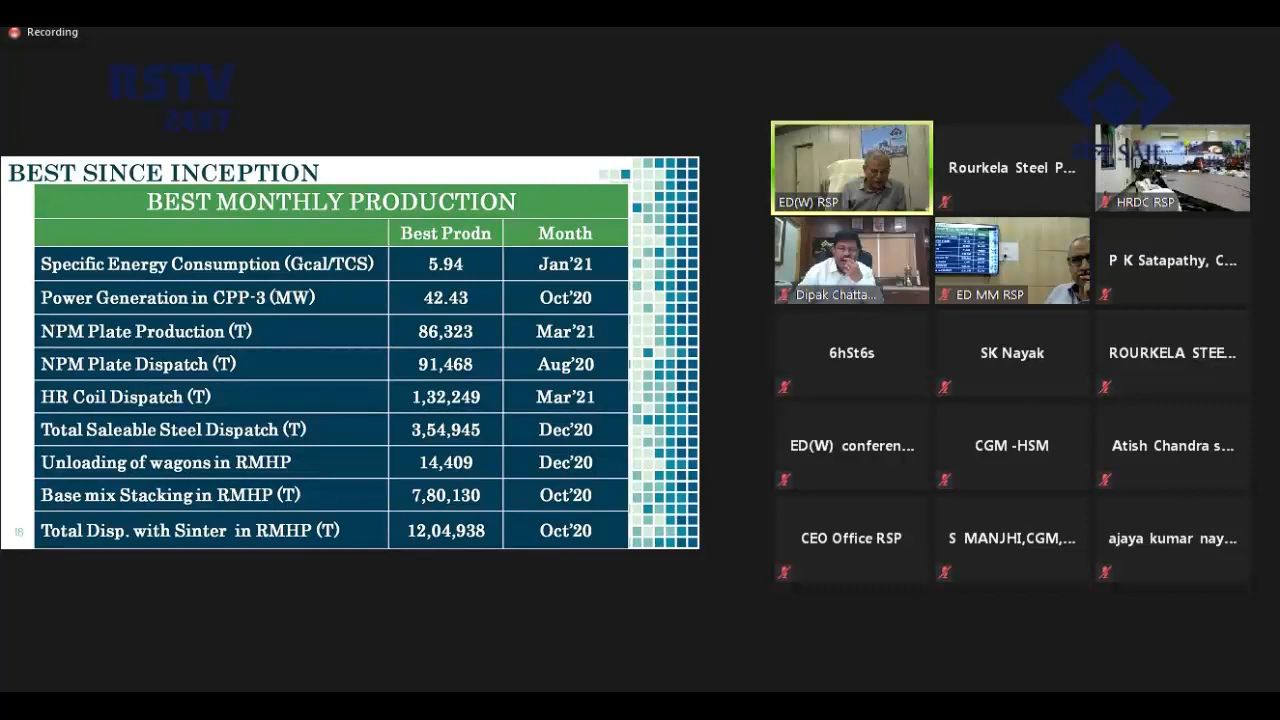 Recording
RSTV
24X7
BEST SINCE INCEPTION
BEST MONTHLY PRODUCTION
Best Prodn Month
Specific Energy Consumption (Gcal/TCS) 5.94 Jan'21
Power Generation in CPP-3 (MW) 42.43 Oct'20
NPM Plate Production (T) 86,323 Mar'21
NPM Plate Dispatch (T) 91,468 Aug'20
HR Coil Dispatch (T) 1,32,249 Mar'21
Total Saleable Steel Dispatch (T) 3,54,945 Dec'20
Unloading of wagons in RMHP 14,409 Dec'20
Base mix Stacking in RMHP (T) 7,80,130 Oct'20
Total Disp. with Sinter in RMHP (T) 12,04,938 Oct'20
18
सेल SAIL
ED(W) RSP
Rourkela Steel P...
HRDC RSP
Dipak Chatta...
ED MM RSP
P K Satapathy, C...
6hSt6s
SK Nayak
ROURKELA STEE...
ED(W) conferen...
CGM -HSM
Atish Chandra s...
CEO Office RSP
S MANJHI,CGM,...
ajaya kumar nay...